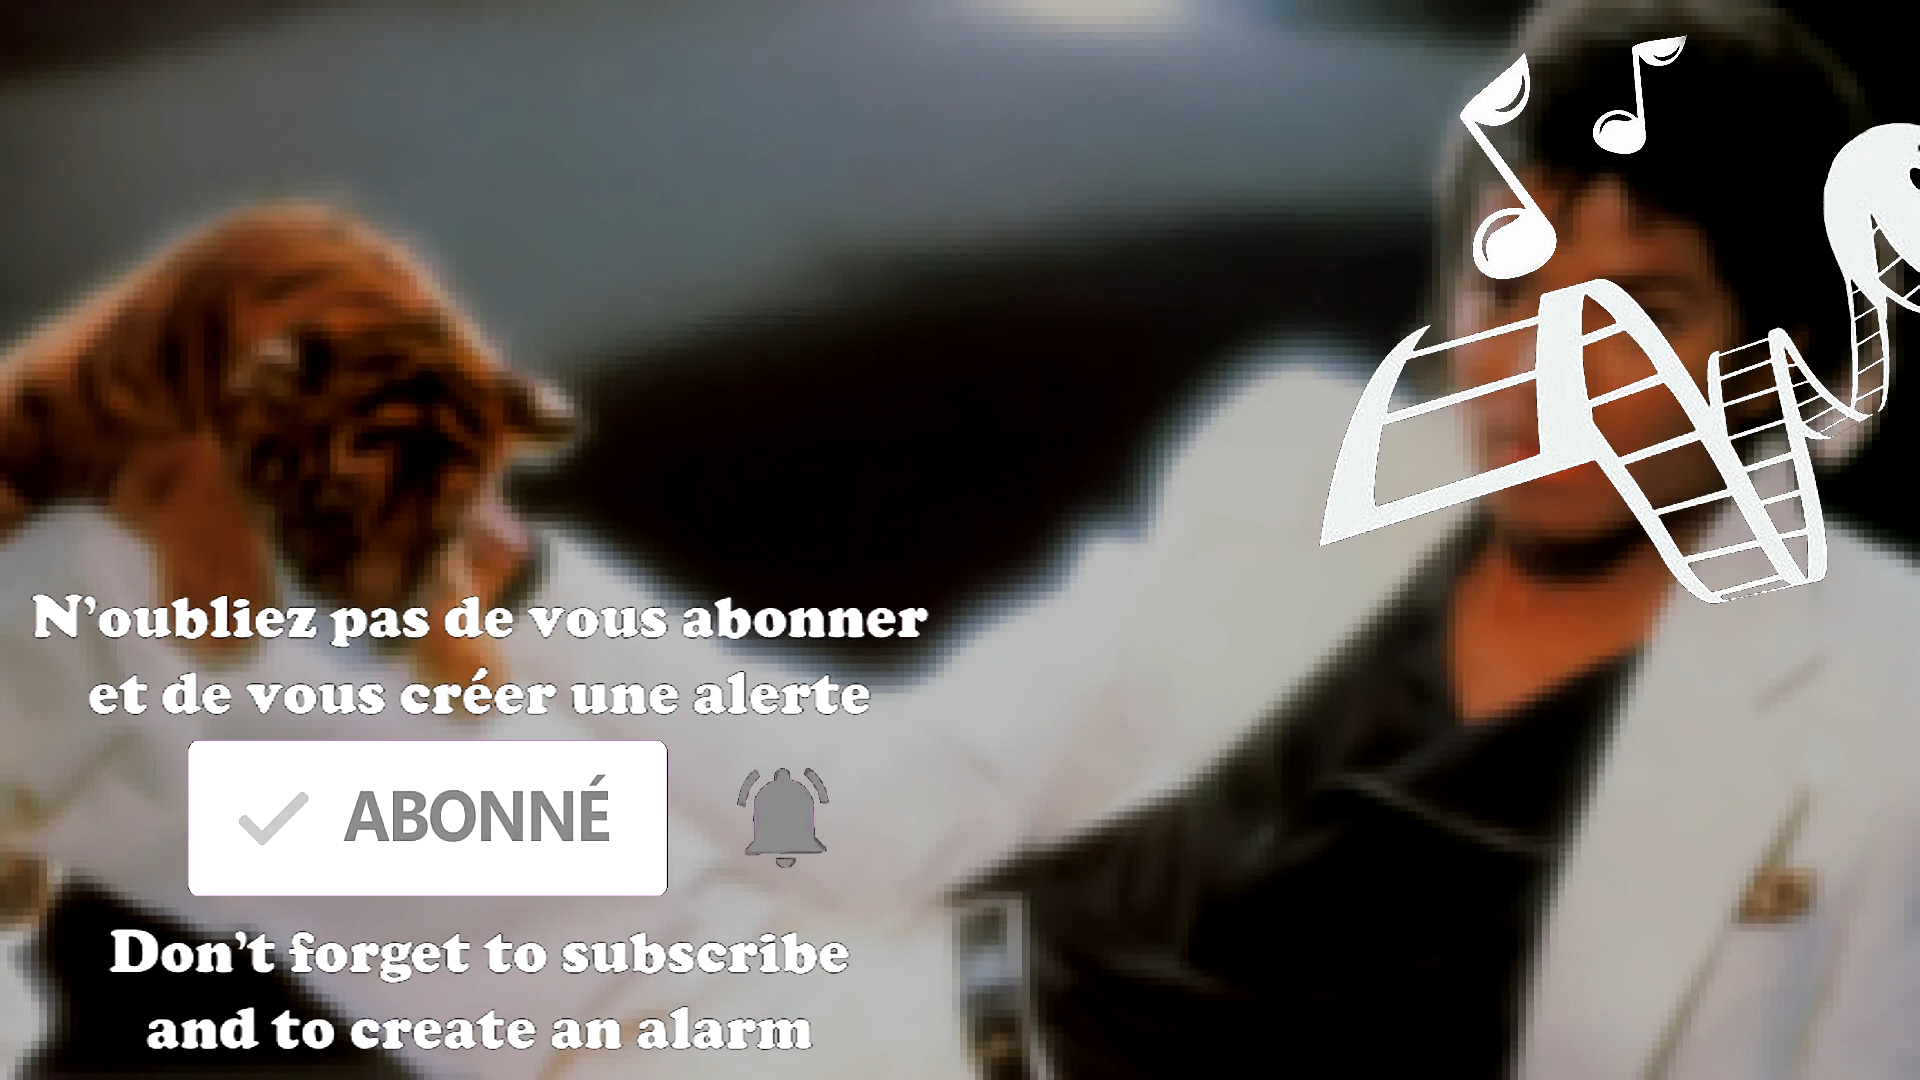 N’oubliez pas de vous abonner
et de vous créer une alerte
ABONNÉ
Don’t forget to subscribe
and to create an alarm